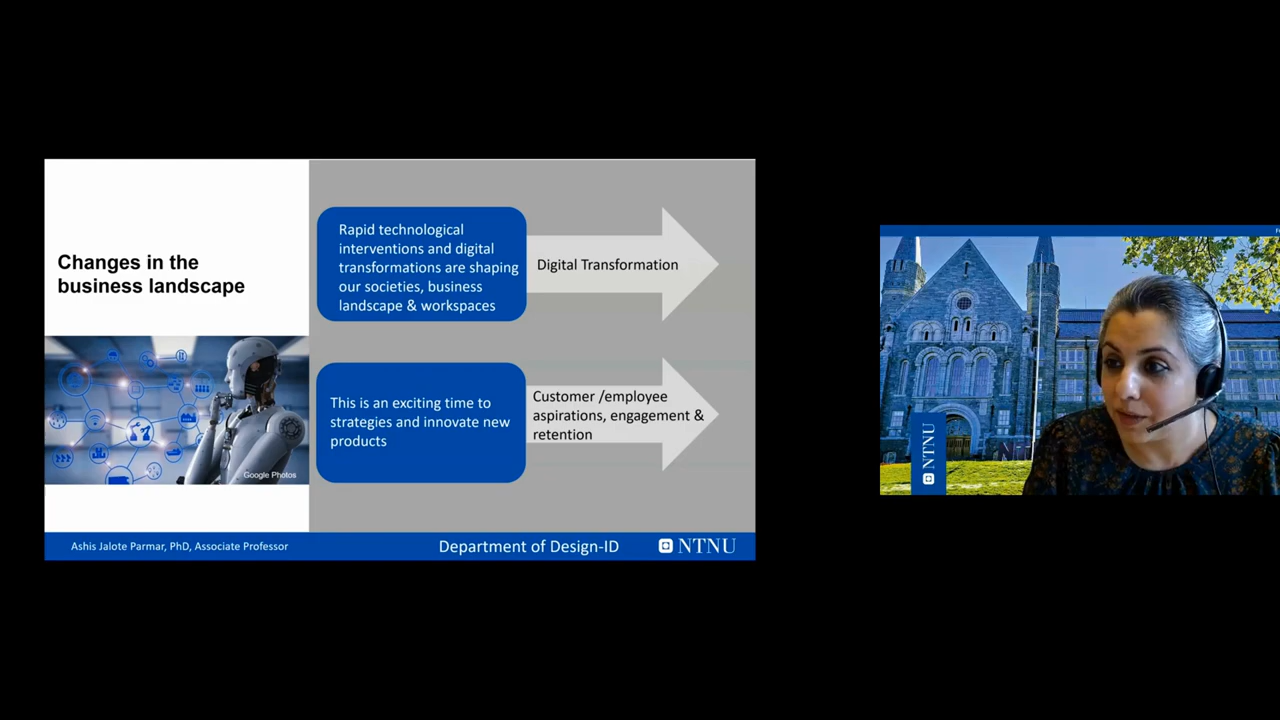 Changes in the
business landscape
Google Photos
Rapid technological
interventions and digital
transformations are shaping
our societies, business
landscape & workspaces
Digital Transformation
This is an exciting time to
strategies and innovate new
products
Customer /employee
aspirations, engagement &
retention
Ashis Jalote Parmar, PhD, Associate Professor
Department of Design-ID
NTNU
NTNU